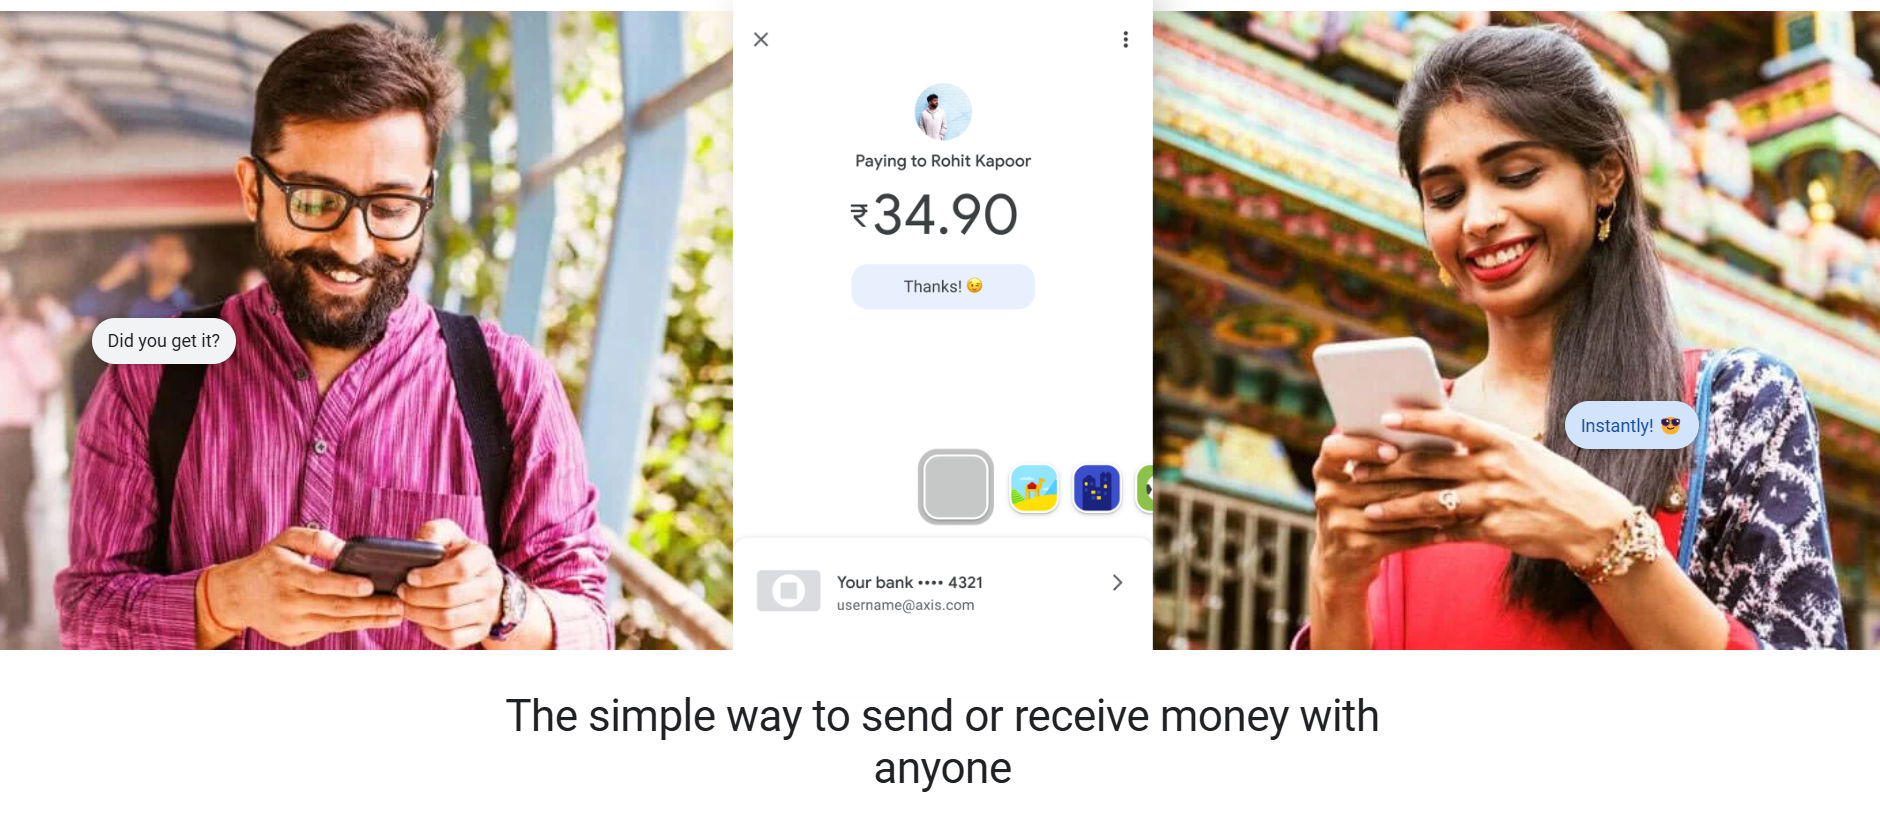 Paying to Rohit Kapoor
₹34.90
Thanks! 😉
Did you get it?
Instantly! 😎
Your bank •••• 4321
username@axis.com
The simple way to send or receive money with
anyone